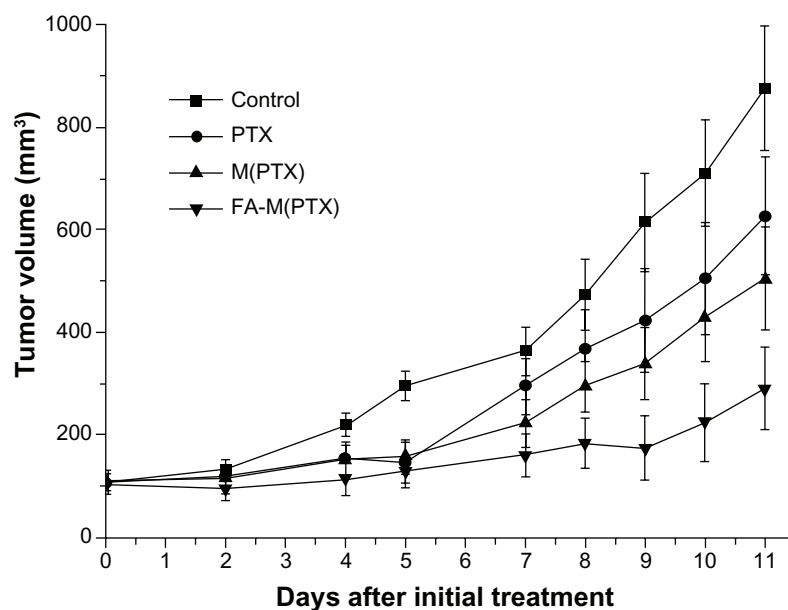 1000
800
600
400
200
0
Tumor volume (mm³)
Control
PTX
M(PTX)
FA-M(PTX)
0 1 2 3 4 5 7 8 9 10 11
Days after initial treatment